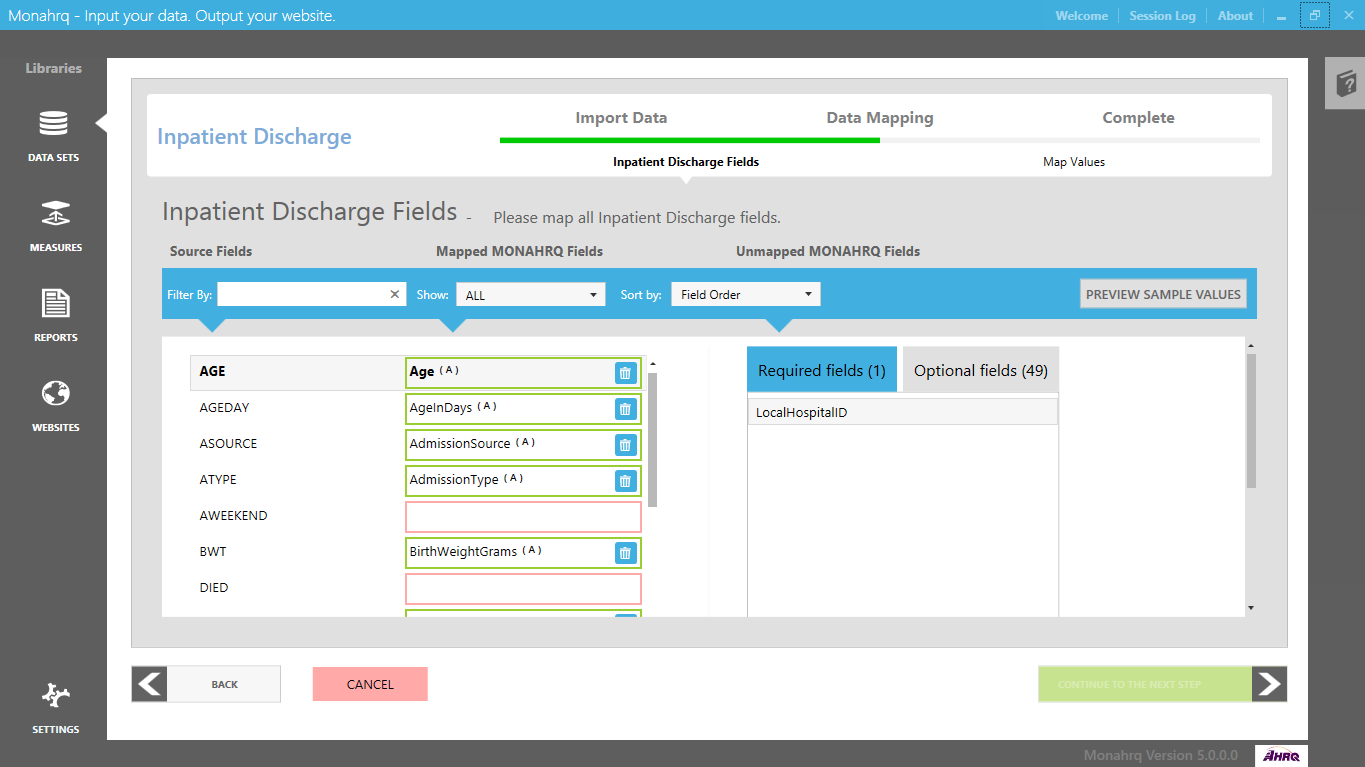 Monahrq - Input your data. Output your website.
Welcome
Session Log
About
Libraries
DATA SETS
MEASURES
REPORTS
WEBSITES
SETTINGS
Inpatient Discharge
Import Data
Data Mapping
Complete
Inpatient Discharge Fields
Map Values
Inpatient Discharge Fields - Please map all Inpatient Discharge fields.
Source Fields
Mapped MONAHRQ Fields
Unmapped MONAHRQ Fields
Filter By:
Show: ALL
Sort by: Field Order
PREVIEW SAMPLE VALUES
AGE Age (A)
AGEDAY AgeInDays (A)
ASOURCE AdmissionSource (A)
ATYPE AdmissionType (A)
AWEEKEND
BWT BirthWeightGrams (A)
DIED
Required fields (1)
Optional fields (49)
LocalHospitalID
BACK
CANCEL
CONTINUE TO THE NEXT STEP
Monahrq Version 5.0.0.0
AHRQ